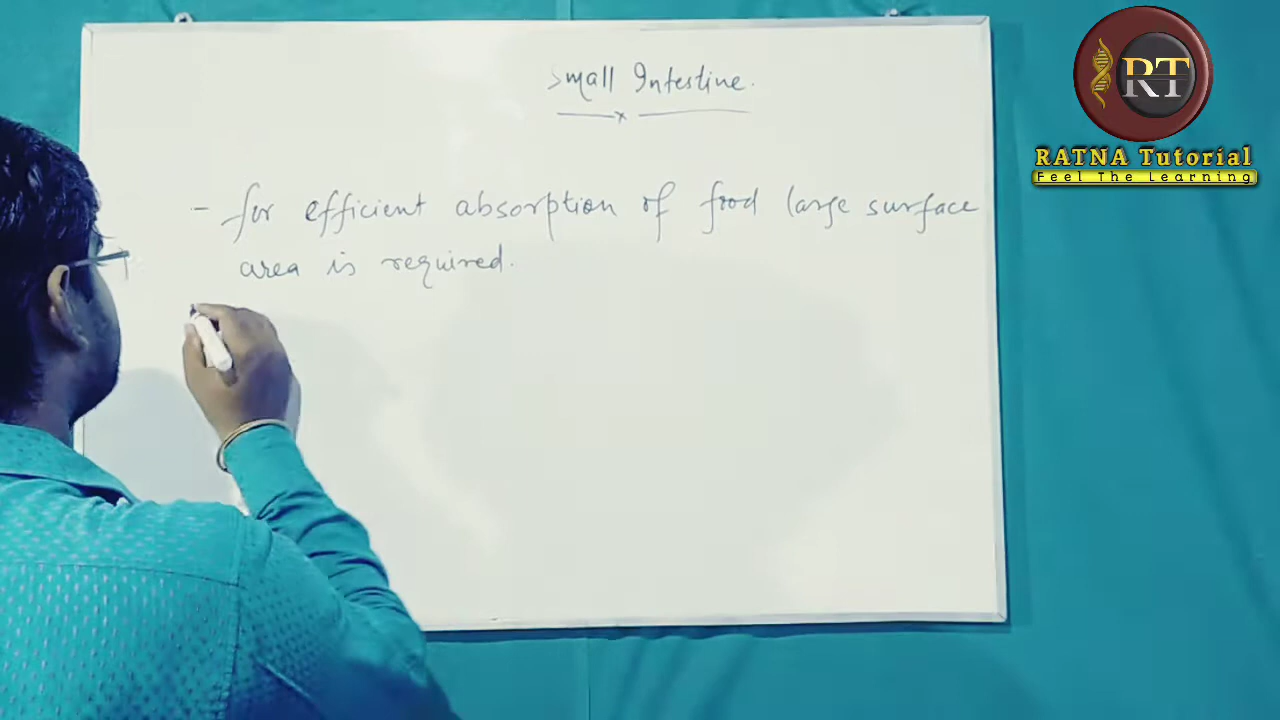 Small Intestine.
- for efficient absorption of food large surface
area is required.
RT
RATNA Tutorial
Feel The Learning